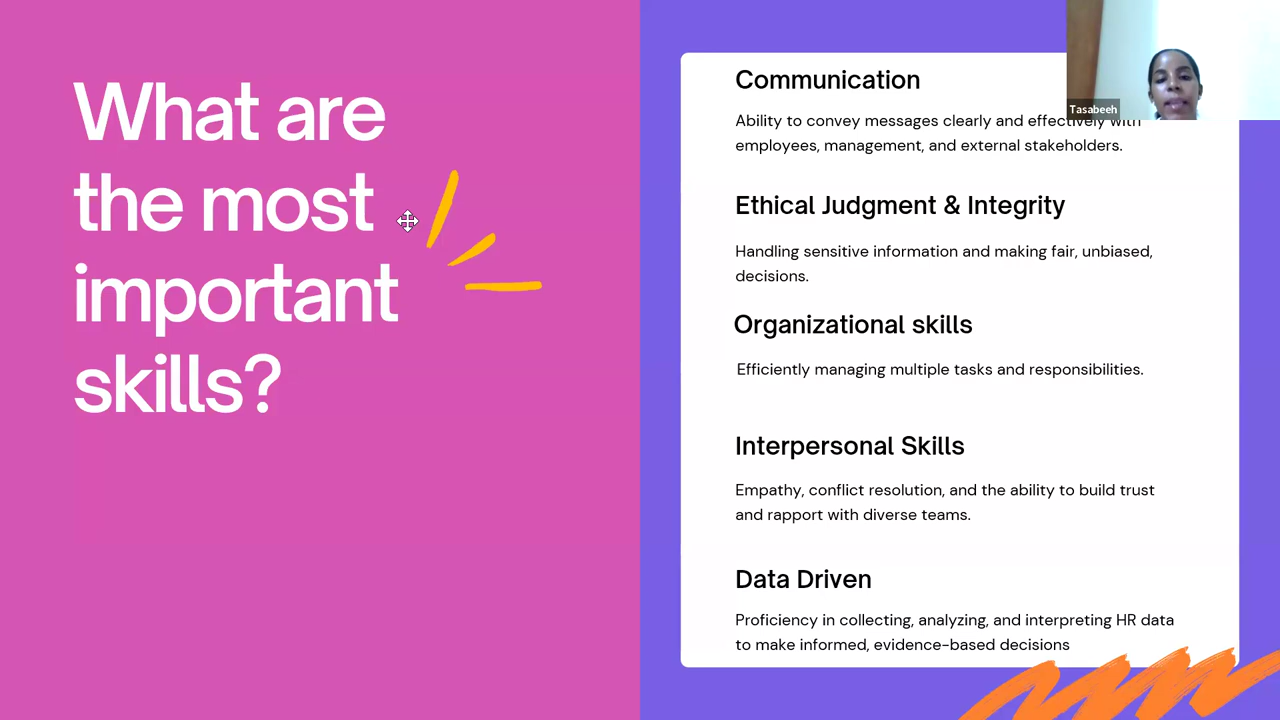 What are
the most
important
skills?
Communication
Ability to convey messages clearly and effectively with
employees, management, and external stakeholders.
Ethical Judgment & Integrity
Handling sensitive information and making fair, unbiased,
decisions.
Organizational skills
Efficiently managing multiple tasks and responsibilities.
Interpersonal Skills
Empathy, conflict resolution, and the ability to build trust
and rapport with diverse teams.
Data Driven
Proficiency in collecting, analyzing, and interpreting HR data
to make informed, evidence-based decisions
Tasabeeh